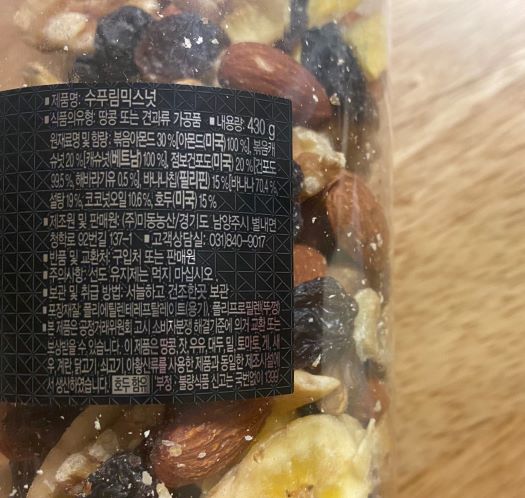 ■제품명: 수푸림믹스넛
■식품의유형: 땅콩 또는 견과류 가공품 ■내용량: 430 g
원재료명 및 함량: 볶음아몬드 30%[아몬드(미국)100%], 볶음캐
슈넛 20%[캐슈넛(베트남)100%], 점보건포도(미국) 20%[건포도
99.5%, 해바라기유 0.5%], 바나나칩(필리핀) 15%[바나나 70.4%,
설탕 19%, 코코넛오일 10.6%, 호두(미국) 15%
■제조원 및 판매원: (주)미동농산/경기도 남양주시 별내면
청학로 92번길 137-1 ■고객상담실: 031)840-9017
■반품 및 교환처: 구입처 또는 판매원
■주의사항: 선도 유지제는 먹지 마십시오.
■보관 및 취급 방법: 서늘하고 건조한곳 보관
포장재질: 폴리에틸렌테레프탈레이트(용기), 폴리프로필렌(뚜껑)
본 제품은 공정거래위원회 고시 소비자분쟁 해결기준에 의거 교환 또는
보상받을 수 있습니다. 이 제품은 땅콩, 잣, 우유, 대두, 밀, 토마토, 게, 새
우, 계란, 닭고기, 쇠고기, 이황산류를 사용한 제품과 동일한 제조시설에
서 생산하였습니다. 호두 함유 부정·불량식품 신고는 국번없이 1399